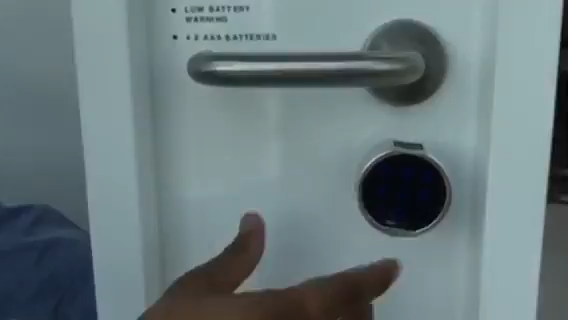 • LOW BATTERY
WARNING
• 4 X AAA BATTERIES